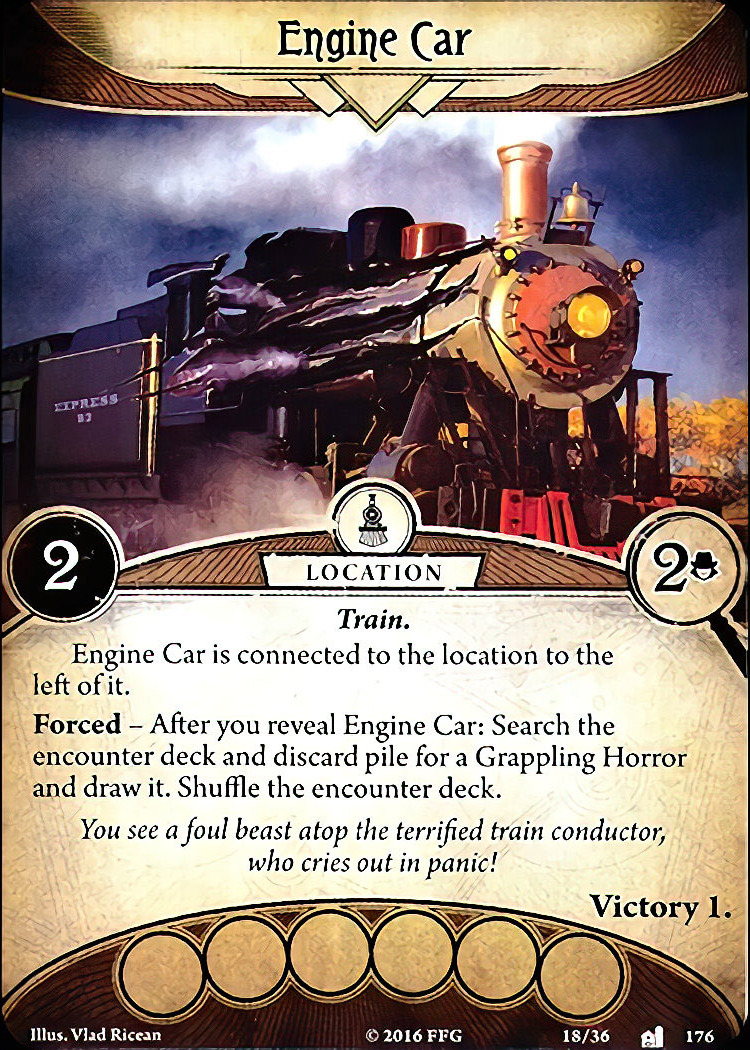 Engine Car
EXPRESS
2
LOCATION
2
Train.
Engine Car is connected to the location to the
left of it.
Forced – After you reveal Engine Car: Search the
encounter deck and discard pile for a Grappling Horror
and draw it. Shuffle the encounter deck.
You see a foul beast atop the terrified train conductor,
who cries out in panic!
Victory 1.
Illus. Vlad Ricean © 2016 FFG 18/36 176